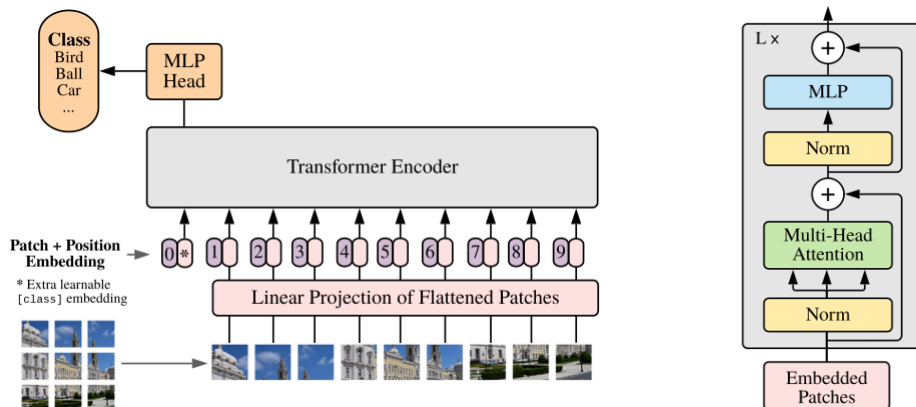 Class
Bird
Ball
Car
...
MLP
Head
Transformer Encoder
Patch + Position
Embedding
0 * 1 2 3 4 5 6 7 8 9
* Extra learnable
[class] embedding
Linear Projection of Flattened Patches
L ×
+
MLP
Norm
+
Multi-Head
Attention
Norm
Embedded
Patches